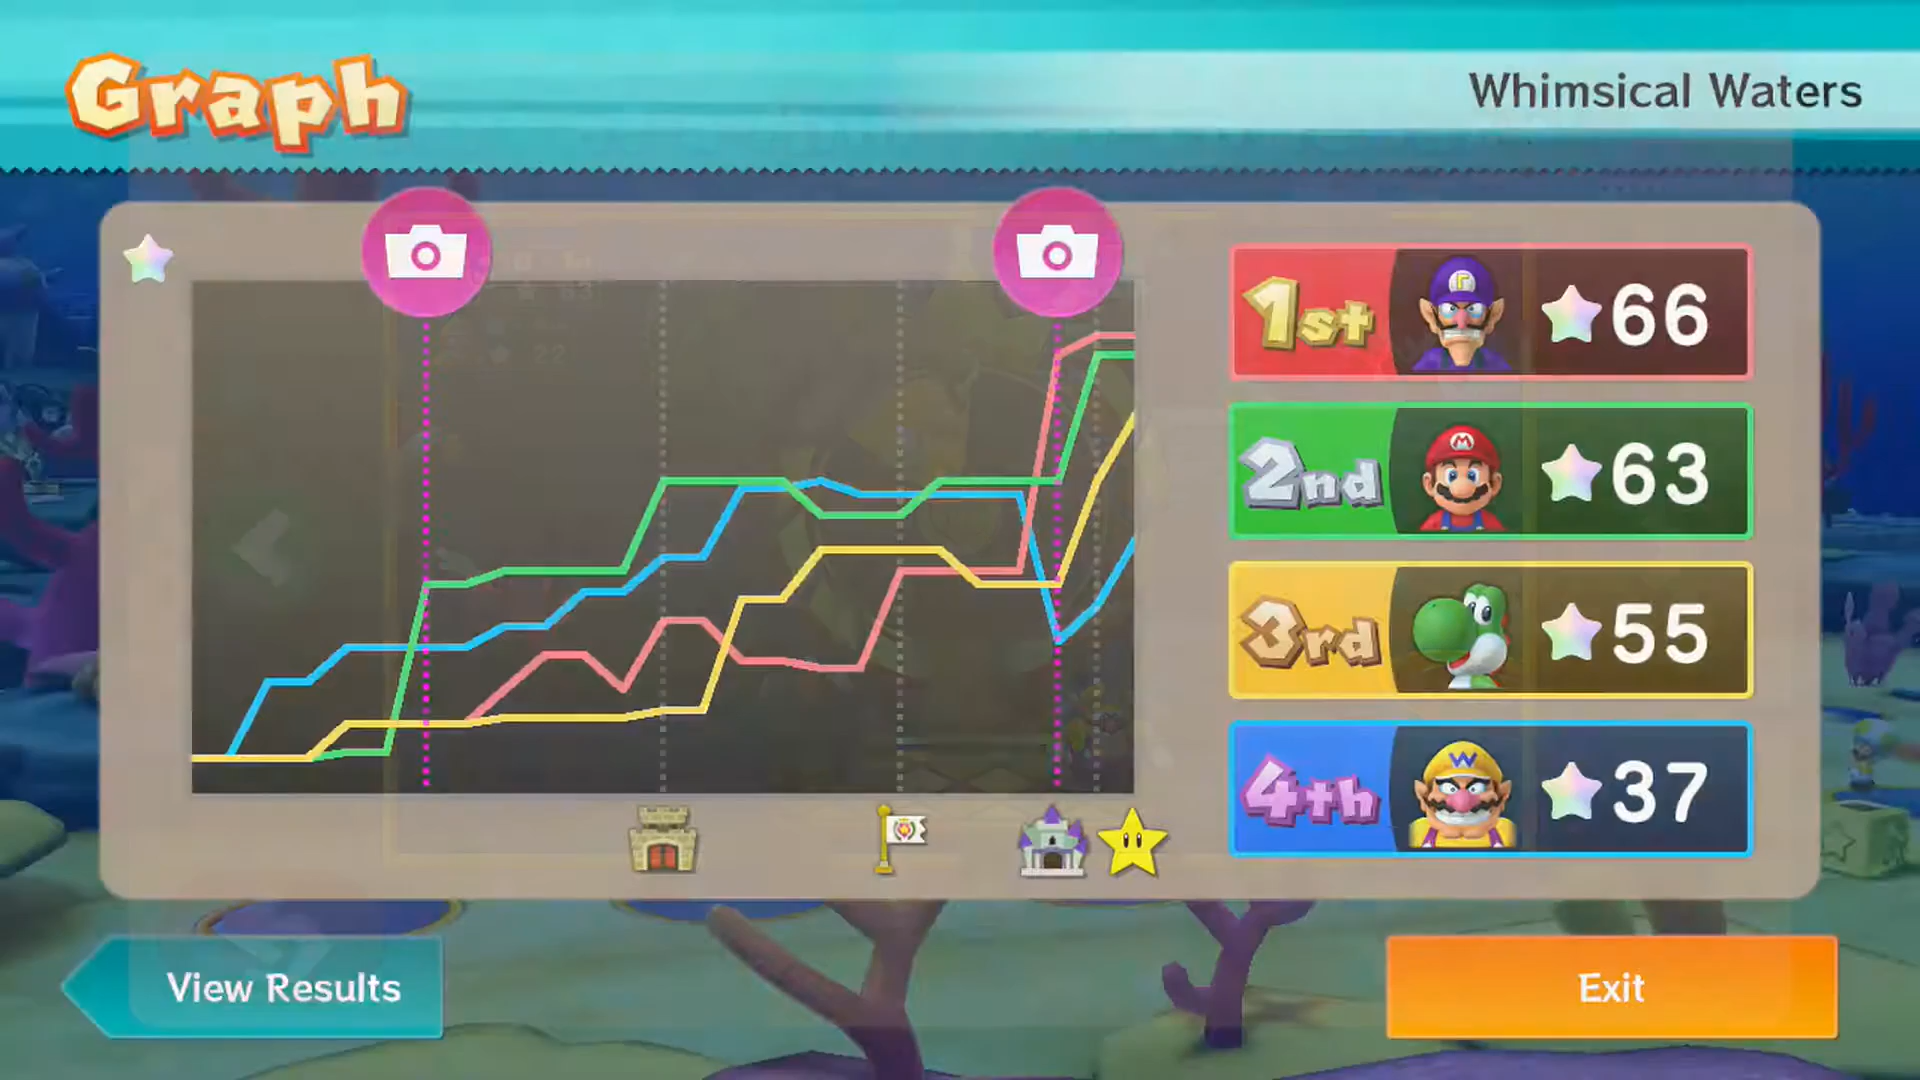 Graph
Whimsical Waters
1st 66
2nd 63
3rd 55
4th 37
View Results
Exit